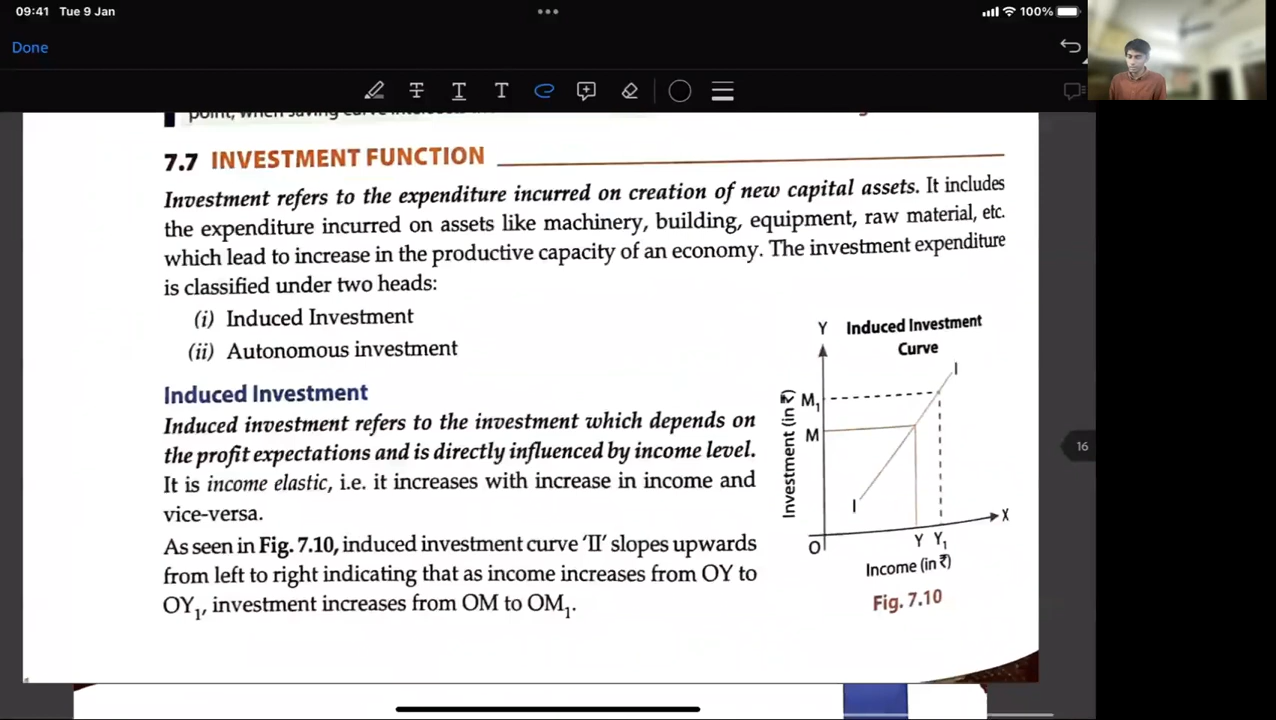 09:41 Tue 9 Jan
100%
Done
T T T
7.7 INVESTMENT FUNCTION
Investment refers to the expenditure incurred on creation of new capital assets. It includes
the expenditure incurred on assets like machinery, building, equipment, raw material, etc.
which lead to increase in the productive capacity of an economy. The investment expenditure
is classified under two heads:
(i) Induced Investment
(ii) Autonomous investment
Induced Investment
Induced investment refers to the investment which depends on
the profit expectations and is directly influenced by income level.
It is income elastic, i.e. it increases with increase in income and
vice-versa.
As seen in Fig. 7.10, induced investment curve 'II' slopes upwards
from left to right indicating that as income increases from OY to
OY₁, investment increases from OM to OM₁.
Y Induced Investment
Curve
I
M₁
M
Investment (in ₹)
I
X
O
Y Y₁
Income (in ₹)
Fig. 7.10
16